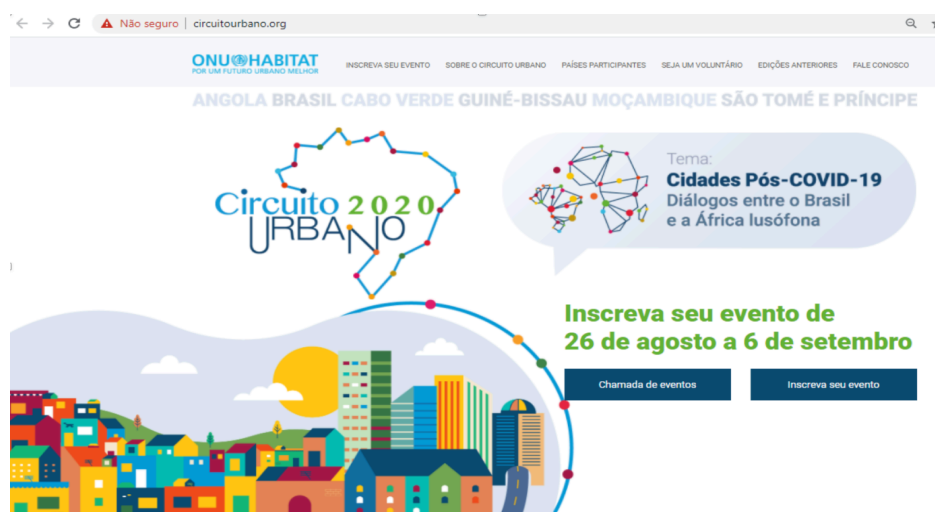 Não seguro | circuitourbano.org
ONU HABITAT
POR UM FUTURO URBANO MELHOR
INSCREVA SEU EVENTO
SOBRE O CIRCUITO URBANO
PAÍSES PARTICIPANTES
SEJA UM VOLUNTÁRIO
EDIÇÕES ANTERIORES
FALE CONOSCO
ANGOLA BRASIL CABO VERDE GUINÉ-BISSAU MOÇAMBIQUE SÃO TOMÉ E PRÍNCIPE
Circuito 2020
URBANO
Tema:
Cidades Pós-COVID-19
Diálogos entre o Brasil
e a África lusófona
Inscreva seu evento de
26 de agosto a 6 de setembro
Chamada de eventos
Inscreva seu evento